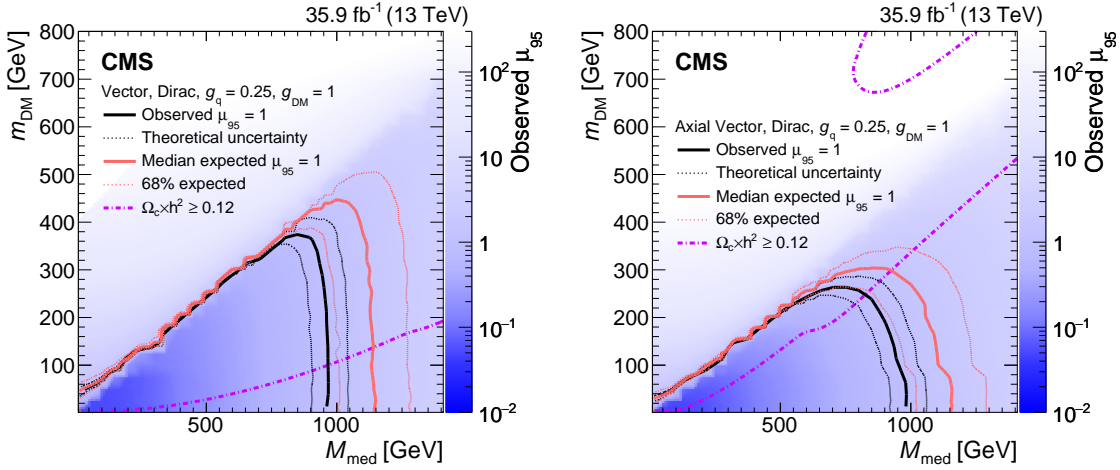 35.9 fb⁻¹ (13 TeV)
CMS
Vector, Dirac, g_q = 0.25, g_DM = 1
Observed μ_95 = 1
Theoretical uncertainty
Median expected μ_95 = 1
68% expected
Ω_c×h² ≥ 0.12
m_DM [GeV]
800
700
600
500
400
300
200
100
500
1000
M_med [GeV]
Observed μ_95
10²
10
1
10⁻¹
10⁻²
35.9 fb⁻¹ (13 TeV)
CMS
Axial Vector, Dirac, g_q = 0.25, g_DM = 1
Observed μ_95 = 1
Theoretical uncertainty
Median expected μ_95 = 1
68% expected
Ω_c×h² ≥ 0.12
m_DM [GeV]
800
700
600
500
400
300
200
100
500
1000
M_med [GeV]
Observed μ_95
10²
10
1
10⁻¹
10⁻²